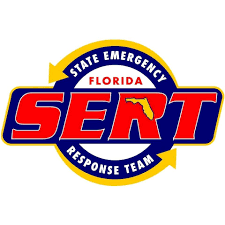 STATE EMERGENCY
FLORIDA
SERT
RESPONSE TEAM